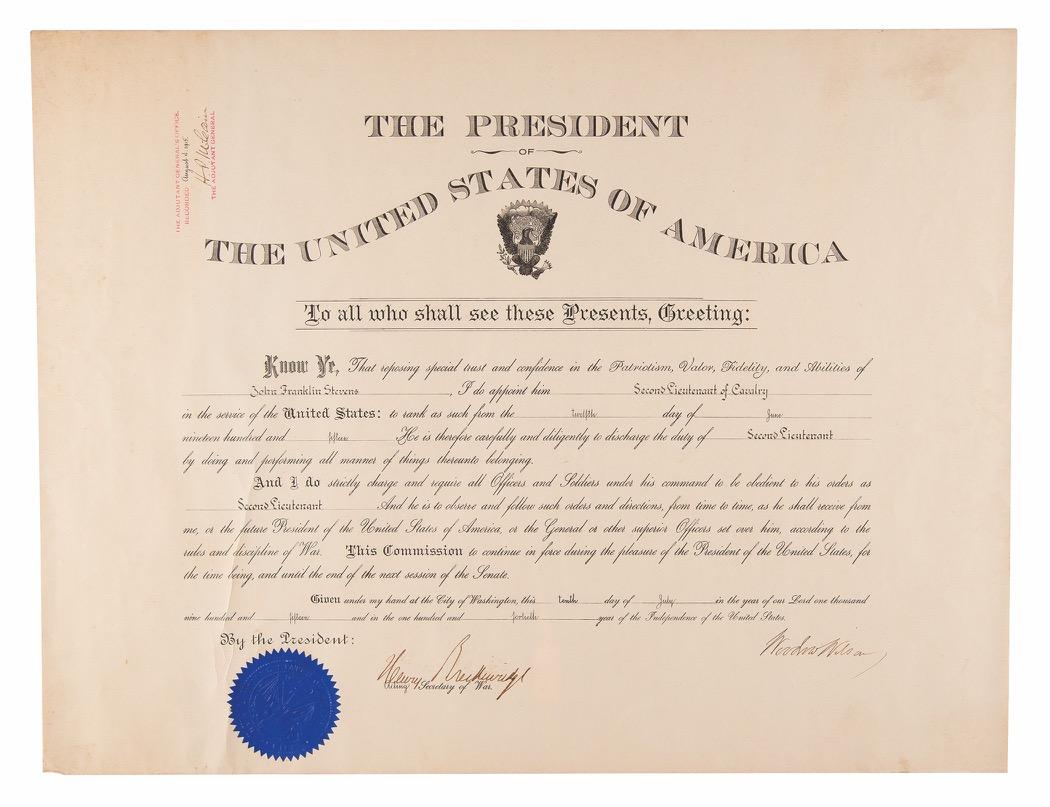 THE ADJUTANT GENERAL'S OFFICE.
RECORDED August 4 1915
THE ADJUTANT GENERAL
THE PRESIDENT
OF
THE UNITED STATES OF AMERICA
To all who shall see these Presents, Greeting:
Know Ye, That reposing special trust and confidence in the Patriotism, Valor, Fidelity, and Abilities of
John Franklin Stevens, I do appoint him Second Lieutenant of Cavalry
in the service of the United States: to rank as such from the twelfth day of June
nineteen hundred and fifteen He is therefore carefully and diligently to discharge the duty of Second Lieutenant
by doing and performing all manner of things thereunto belonging.
And I do strictly charge and require all Officers and Soldiers under his command to be obedient to his orders as
Second Lieutenant And he is to observe and follow such orders and directions, from time to time, as he shall receive from
me, or the future President of the United States of America, or the General or other superior Officers set over him, according to the
rules and discipline of War. This Commission to continue in force during the pleasure of the President of the United States, for
the time being, and until the end of the next session of the Senate.
Given under my hand at the City of Washington, this tenth day of July in the year of our Lord one thousand
nine hundred and fifteen and in the one hundred and fortieth year of the Independence of the United States.
By the President:
Woodrow Wilson
Henry Breckinridge
Acting Secretary of War.